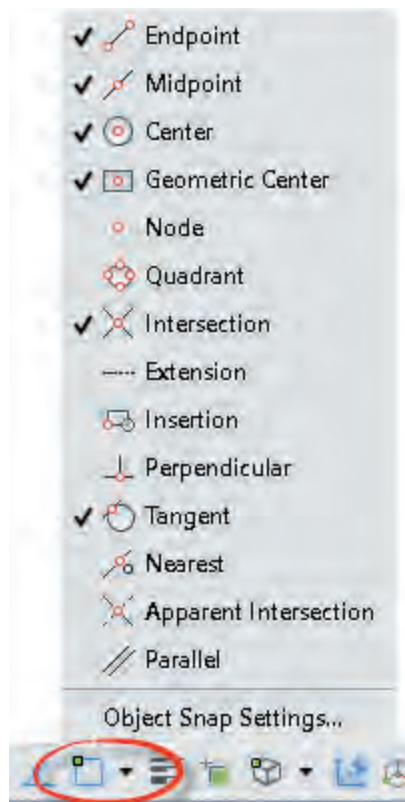 Endpoint
Midpoint
Center
Geometric Center
Node
Quadrant
Intersection
Extension
Insertion
Perpendicular
Tangent
Nearest
Apparent Intersection
Parallel
Object Snap Settings...